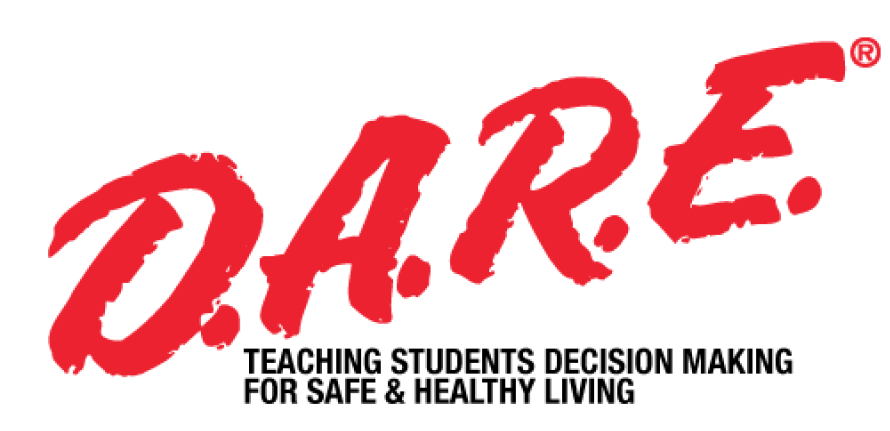 D.A.R.E.®
TEACHING STUDENTS DECISION MAKING
FOR SAFE & HEALTHY LIVING